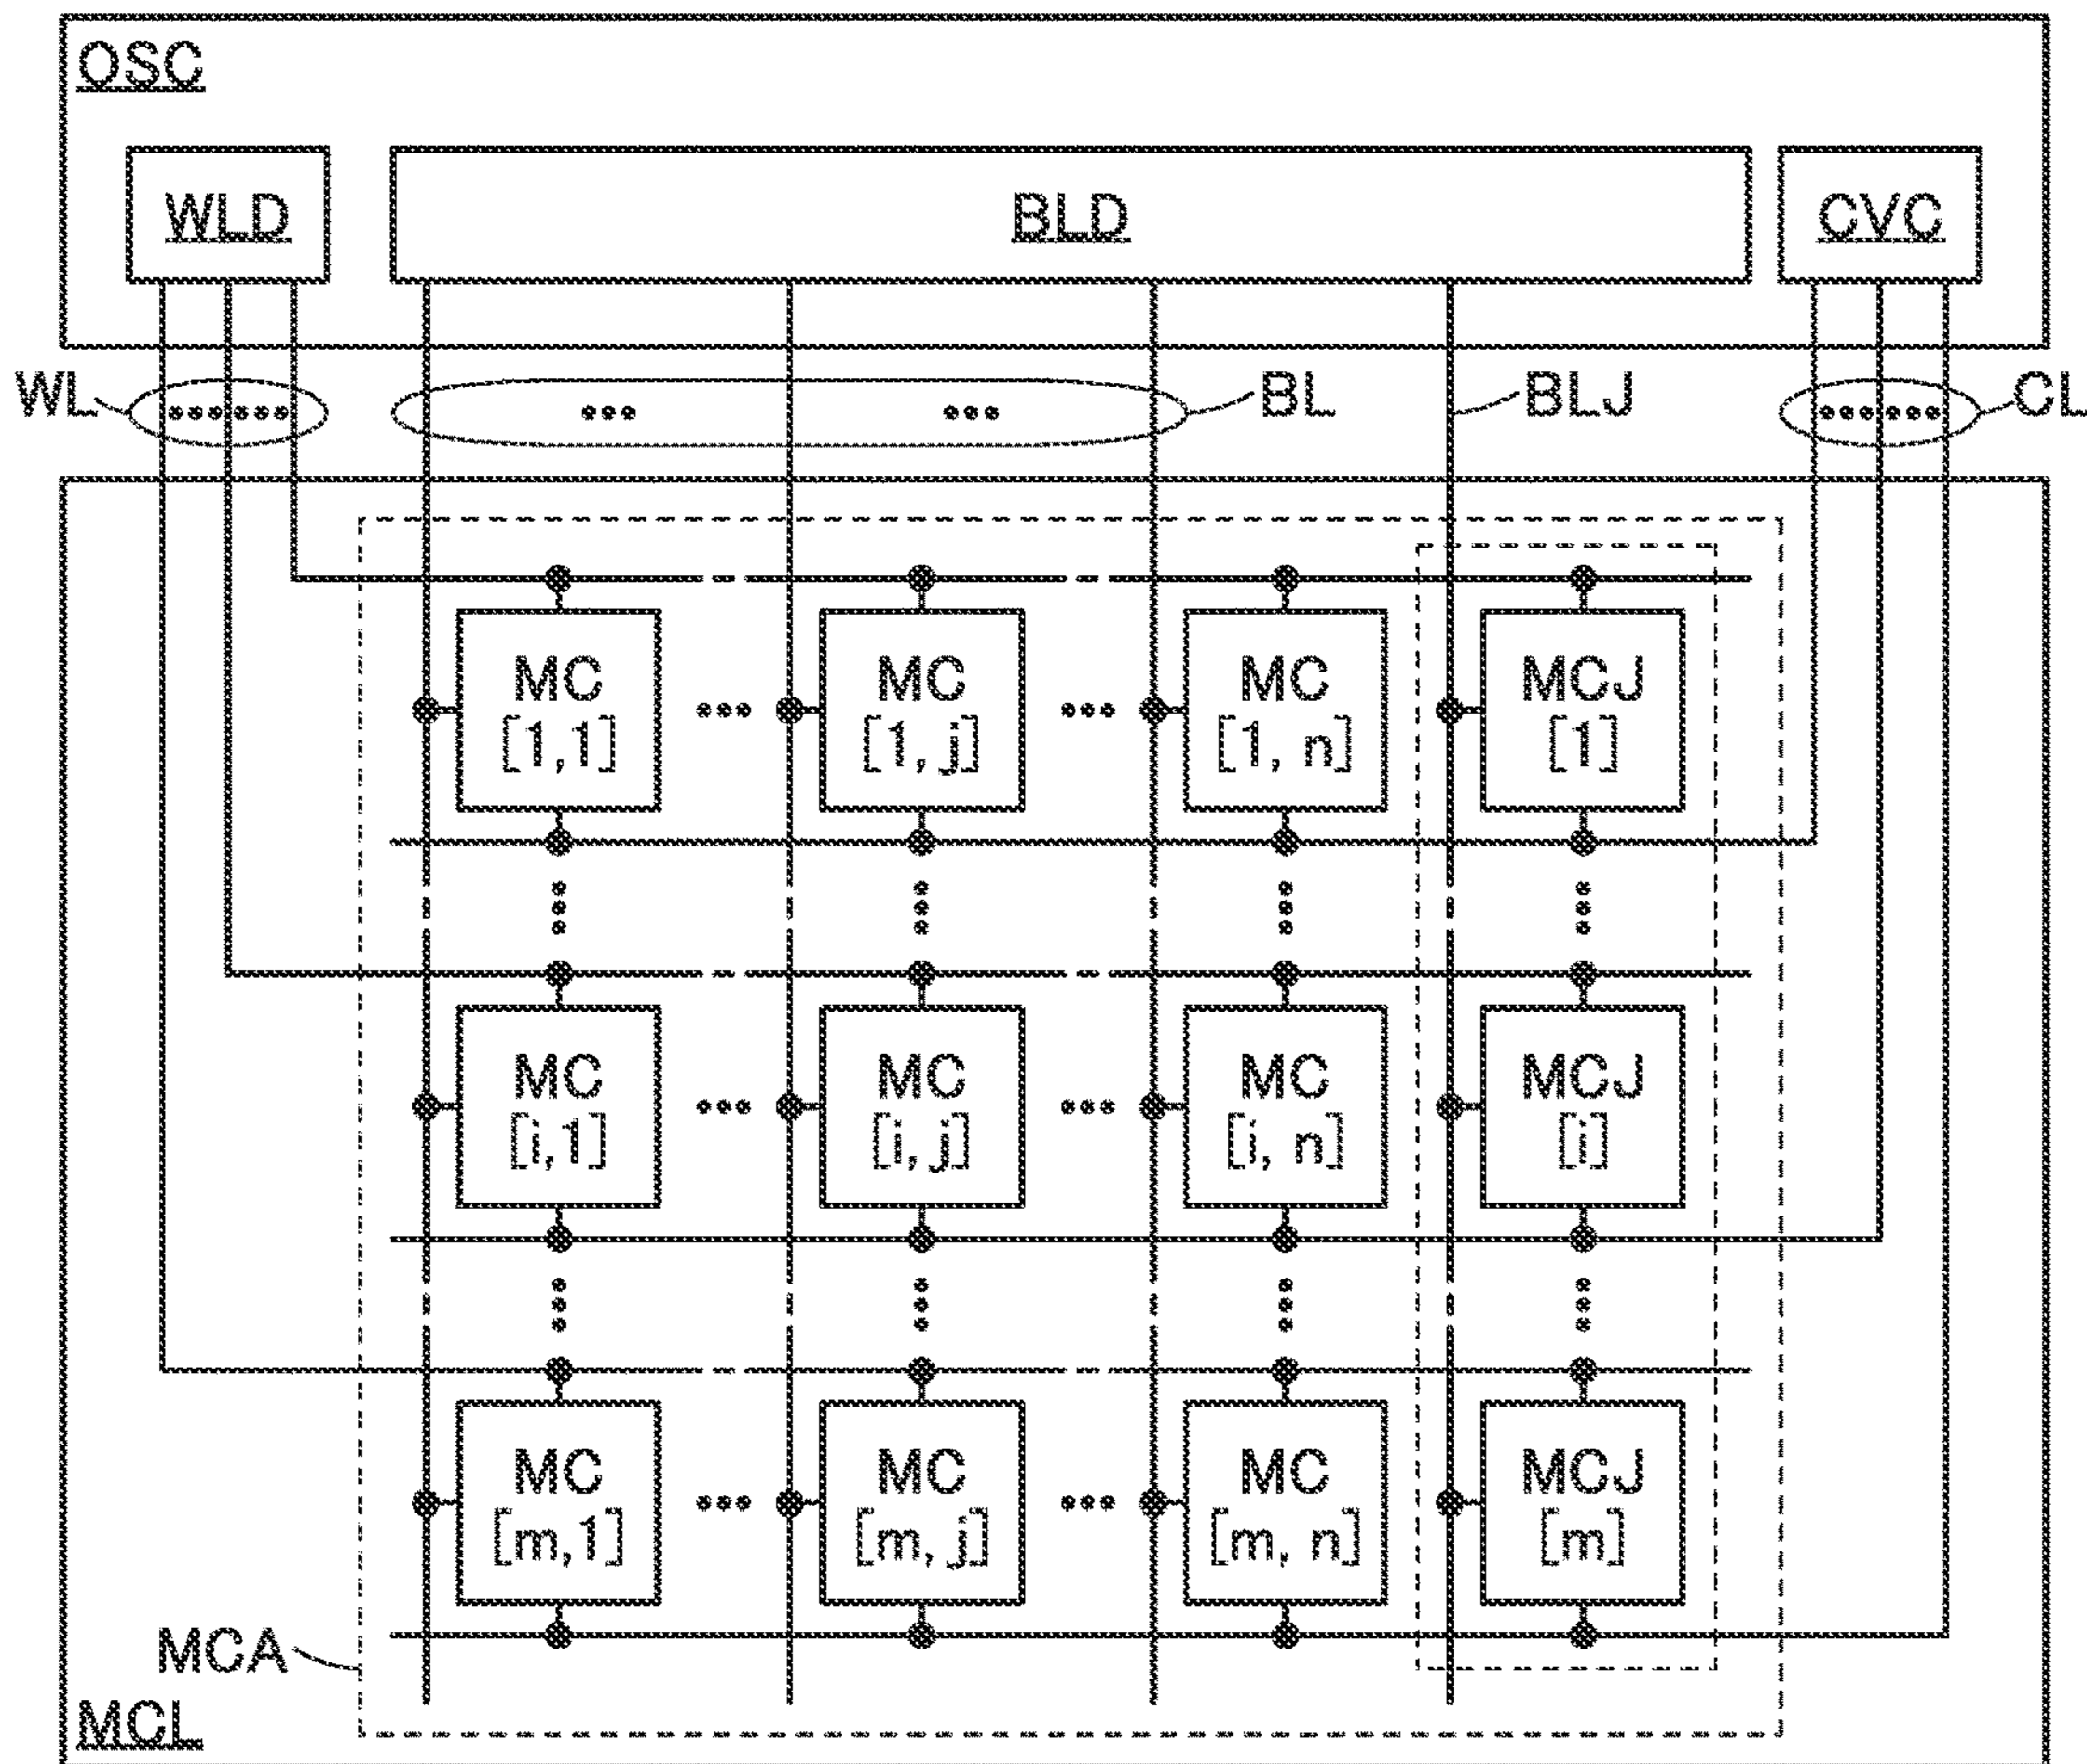 OSC
WLD BLD CVC
WL BL BLJ CL
MC [1,1] MC [1,j] MC [1,n] MCJ [1]
MC [i,1] MC [i,j] MC [i,n] MCJ [i]
MC [m,1] MC [m,j] MC [m,n] MCJ [m]
MCA
MCL